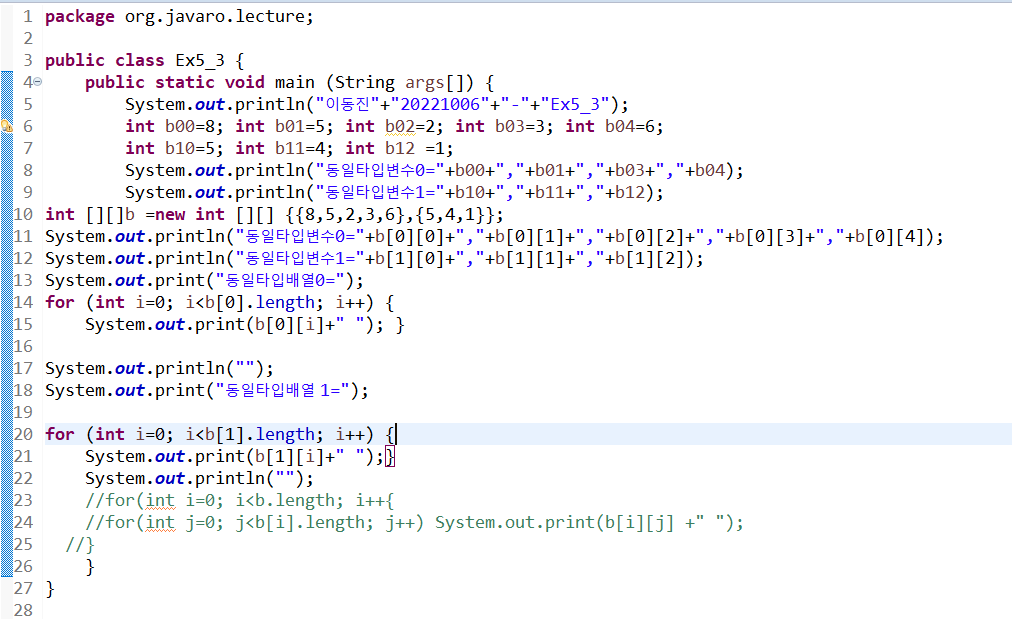 1 package org.javaro.lecture;
2
3 public class Ex5_3 {
4     public static void main (String args[]) {
5         System.out.println("이동진"+"20221006"+"-"+"Ex5_3");
6         int b00=8; int b01=5; int b02=2; int b03=3; int b04=6;
7         int b10=5; int b11=4; int b12 =1;
8         System.out.println("동일타입변수0="+b00+","+b01+","+b03+","+b04);
9         System.out.println("동일타입변수1="+b10+","+b11+","+b12);
10 int [][]b =new int [][] {{8,5,2,3,6},{5,4,1}};
11 System.out.println("동일타입변수0="+b[0][0]+","+b[0][1]+","+b[0][2]+","+b[0][3]+","+b[0][4]);
12 System.out.println("동일타입변수1="+b[1][0]+","+b[1][1]+","+b[1][2]);
13 System.out.print("동일타입배열0=");
14 for (int i=0; i<b[0].length; i++) {
15     System.out.print(b[0][i]+" "); }
16
17 System.out.println("");
18 System.out.print("동일타입배열 1=");
19
20 for (int i=0; i<b[1].length; i++) {
21     System.out.print(b[1][i]+" ");}
22     System.out.println("");
23     //for(int i=0; i<b.length; i++{
24     //for(int j=0; j<b[i].length; j++) System.out.print(b[i][j] +" ");
25   //}
26     }
27 }
28